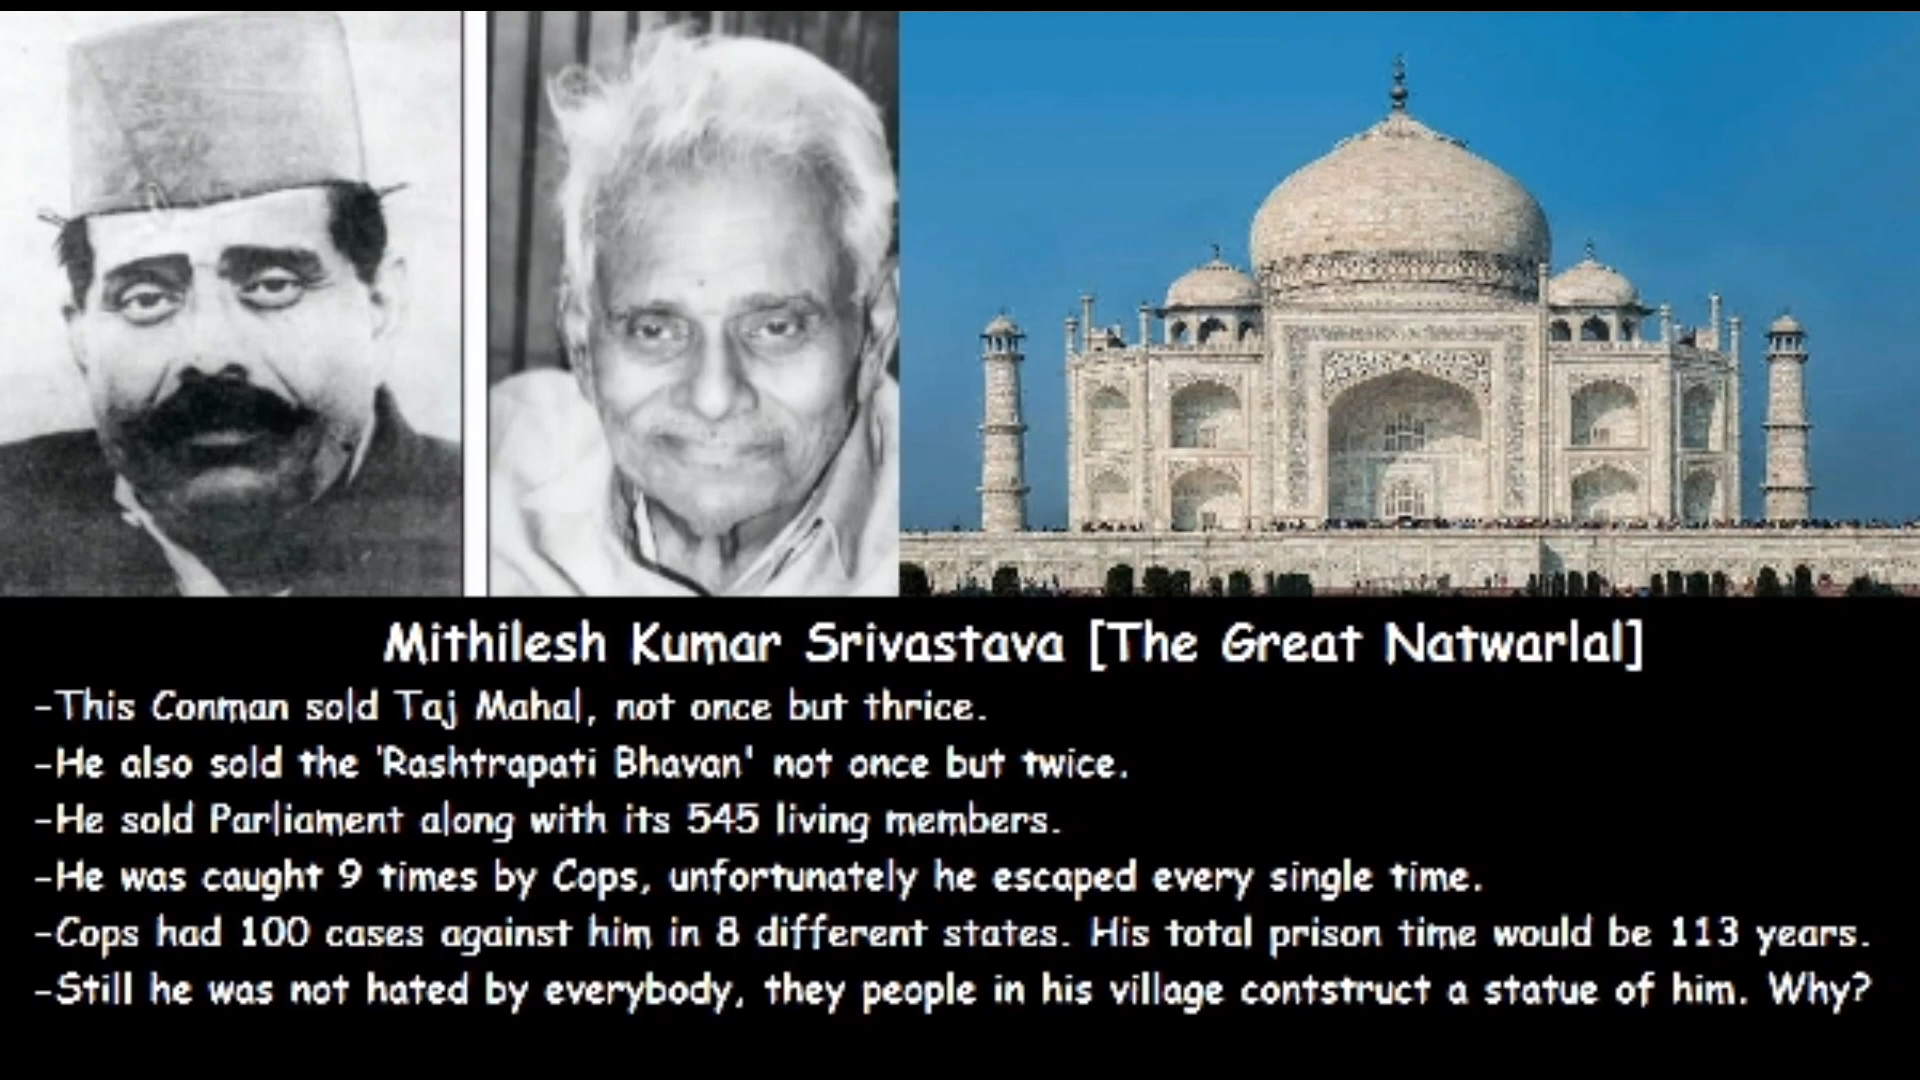 Mithilesh Kumar Srivastava [The Great Natwarlal]
-This Conman sold Taj Mahal, not once but thrice.
-He also sold the 'Rashtrapati Bhavan' not once but twice.
-He sold Parliament along with its 545 living members.
-He was caught 9 times by Cops, unfortunately he escaped every single time.
-Cops had 100 cases against him in 8 different states. His total prison time would be 113 years.
-Still he was not hated by everybody, they people in his village contstruct a statue of him. Why?